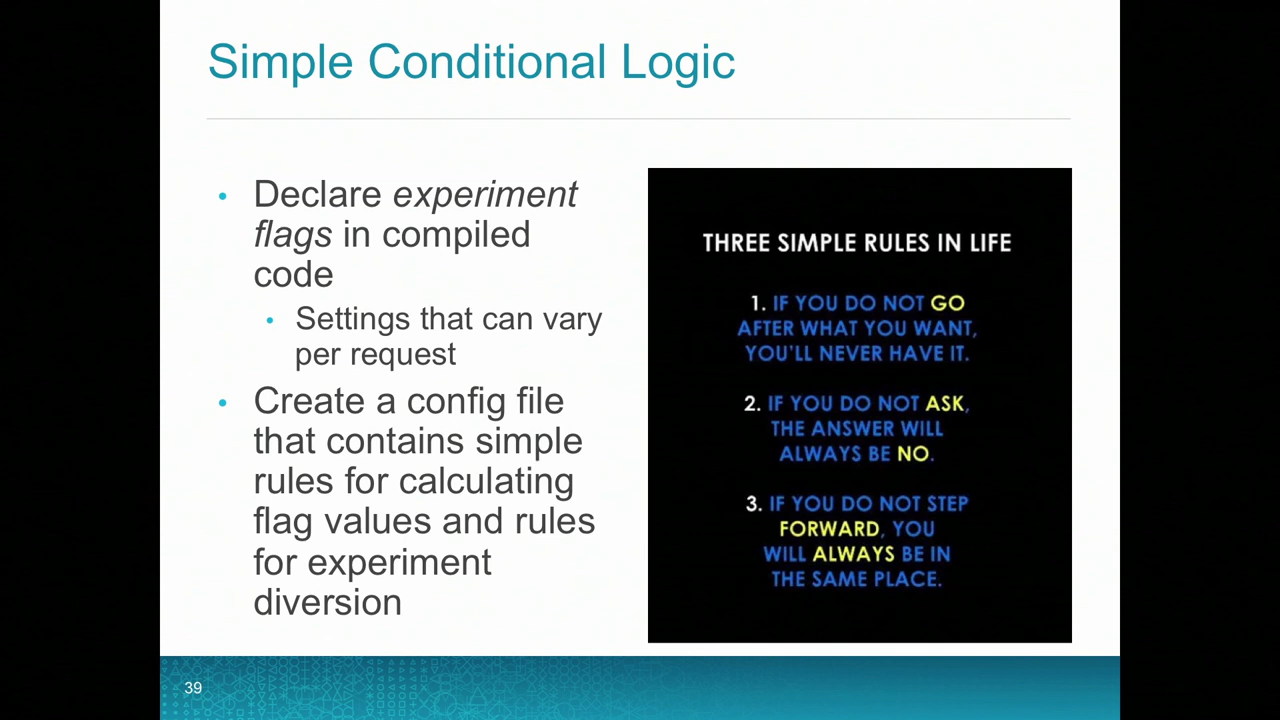 Simple Conditional Logic
• Declare experiment
flags in compiled
code
• Settings that can vary
per request
• Create a config file
that contains simple
rules for calculating
flag values and rules
for experiment
diversion
THREE SIMPLE RULES IN LIFE
1. IF YOU DO NOT GO
AFTER WHAT YOU WANT,
YOU'LL NEVER HAVE IT.
2. IF YOU DO NOT ASK,
THE ANSWER WILL
ALWAYS BE NO.
3. IF YOU DO NOT STEP
FORWARD, YOU
WILL ALWAYS BE IN
THE SAME PLACE.
39